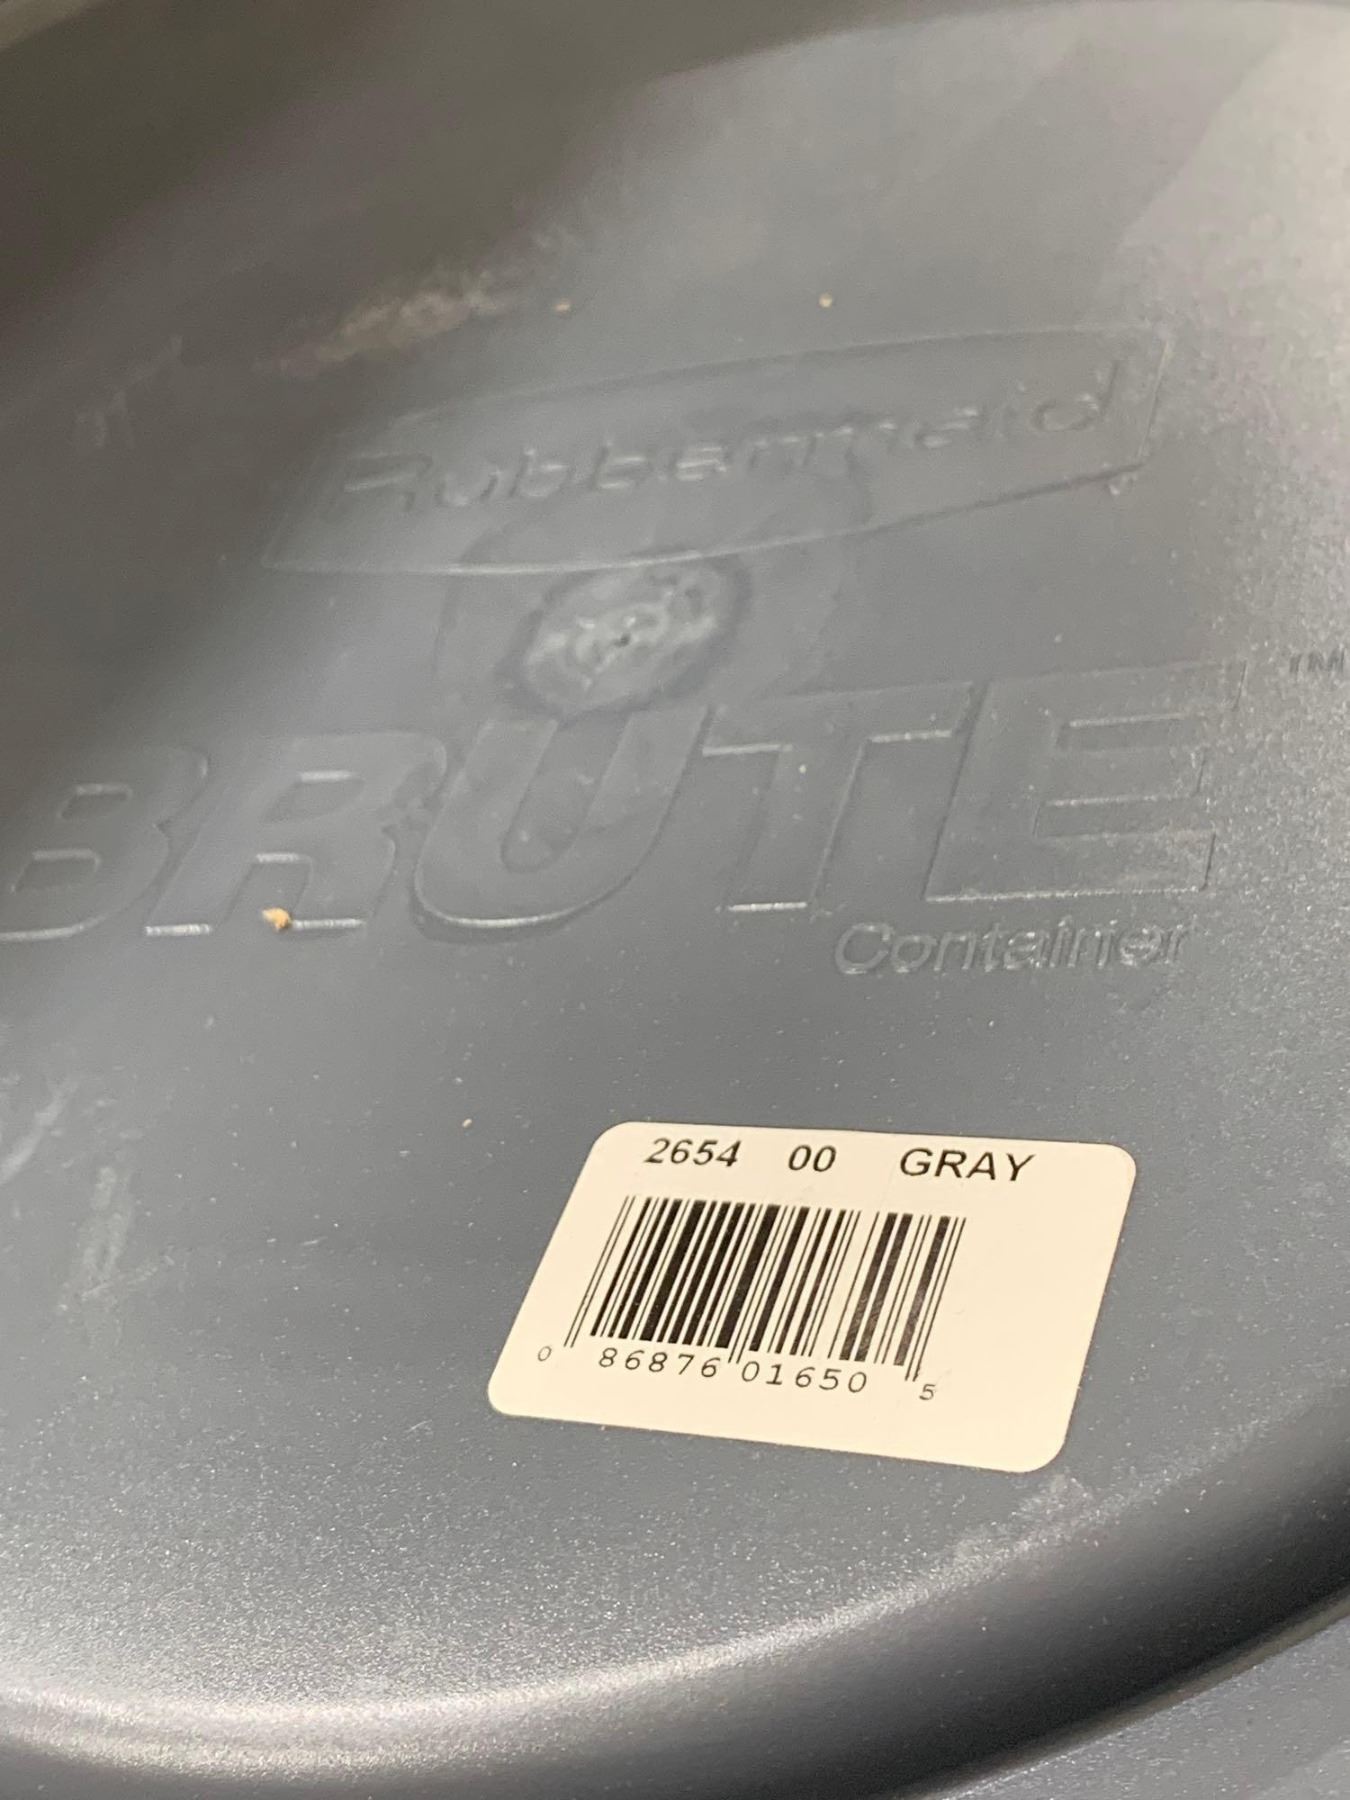 Rubbermaid
BRUTE™
Container
2654 00 GRAY
0 86876 01650 5